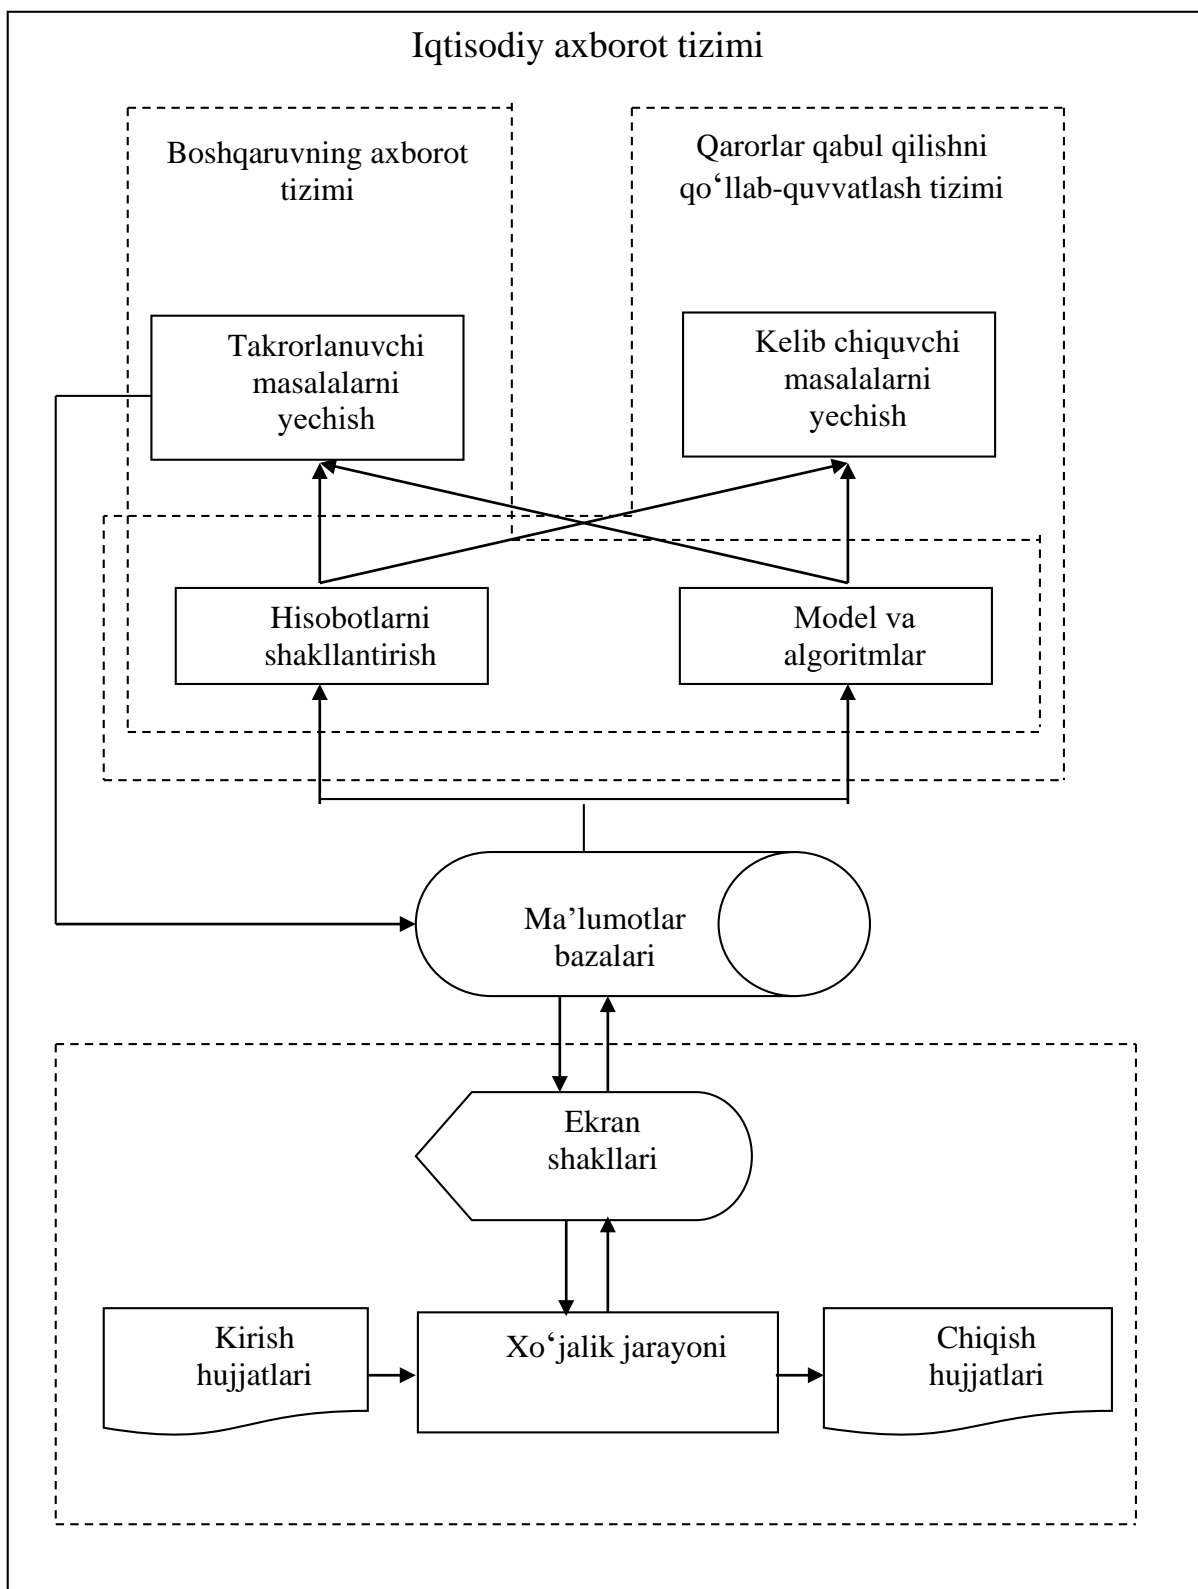 Iqtisodiy axborot tizimi
Boshqaruvning axborot
tizimi
Qarorlar qabul qilishni
qo‘llab-quvvatlash tizimi
Takrorlanuvchi
masalalarni
yechish
Kelib chiquvchi
masalalarni
yechish
Hisobotlarni
shakllantirish
Model va
algoritmlar
Ma’lumotlar
bazalari
Ekran
shakllari
Kirish
hujjatlari
Xo‘jalik jarayoni
Chiqish
hujjatlari